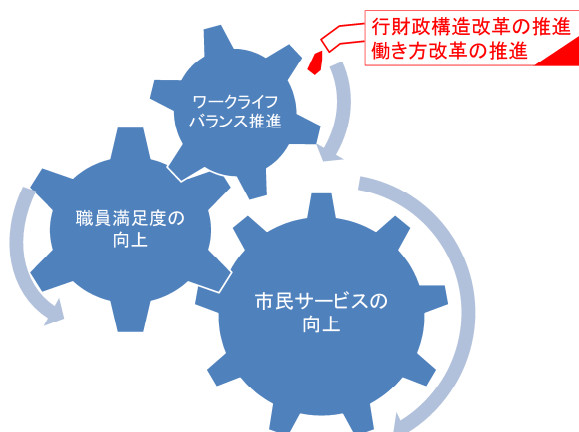 行財政構造改革の推進
働き方改革の推進
ワークライフ
バランス推進
職員満足度の
向上
市民サービスの
向上